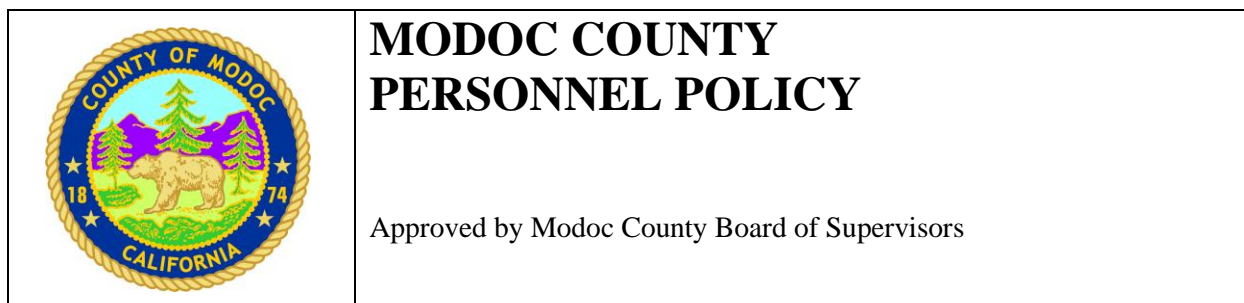 COUNTY OF MODOC
18 74
CALIFORNIA
MODOC COUNTY
PERSONNEL POLICY
Approved by Modoc County Board of Supervisors